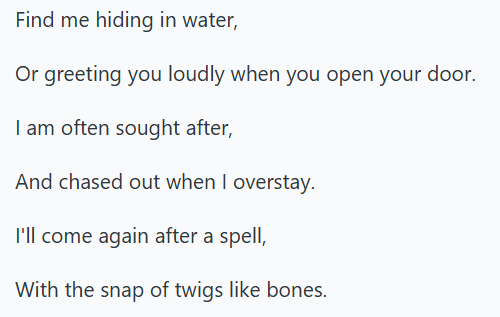 Find me hiding in water,
Or greeting you loudly when you open your door.
I am often sought after,
And chased out when I overstay.
I'll come again after a spell,
With the snap of twigs like bones.